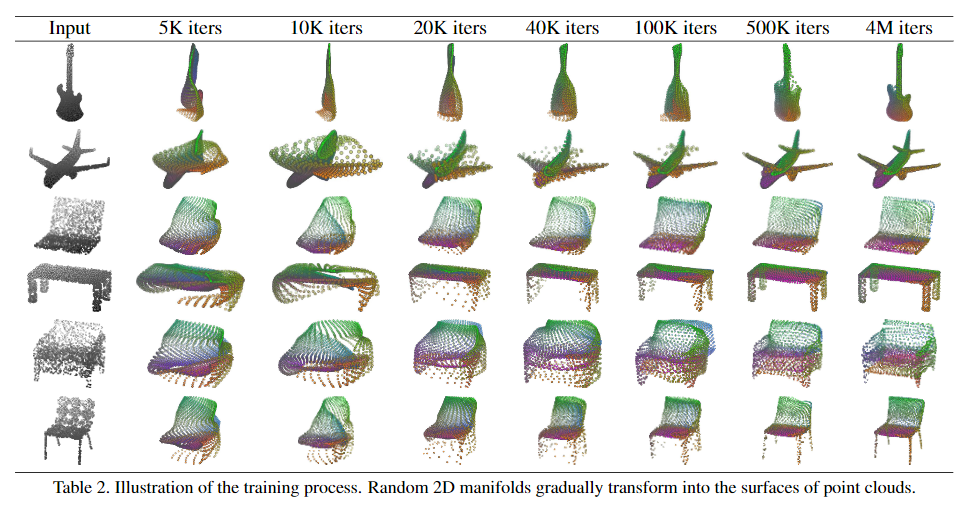 Input 5K iters 10K iters 20K iters 40K iters 100K iters 500K iters 4M iters
Table 2. Illustration of the training process. Random 2D manifolds gradually transform into the surfaces of point clouds.